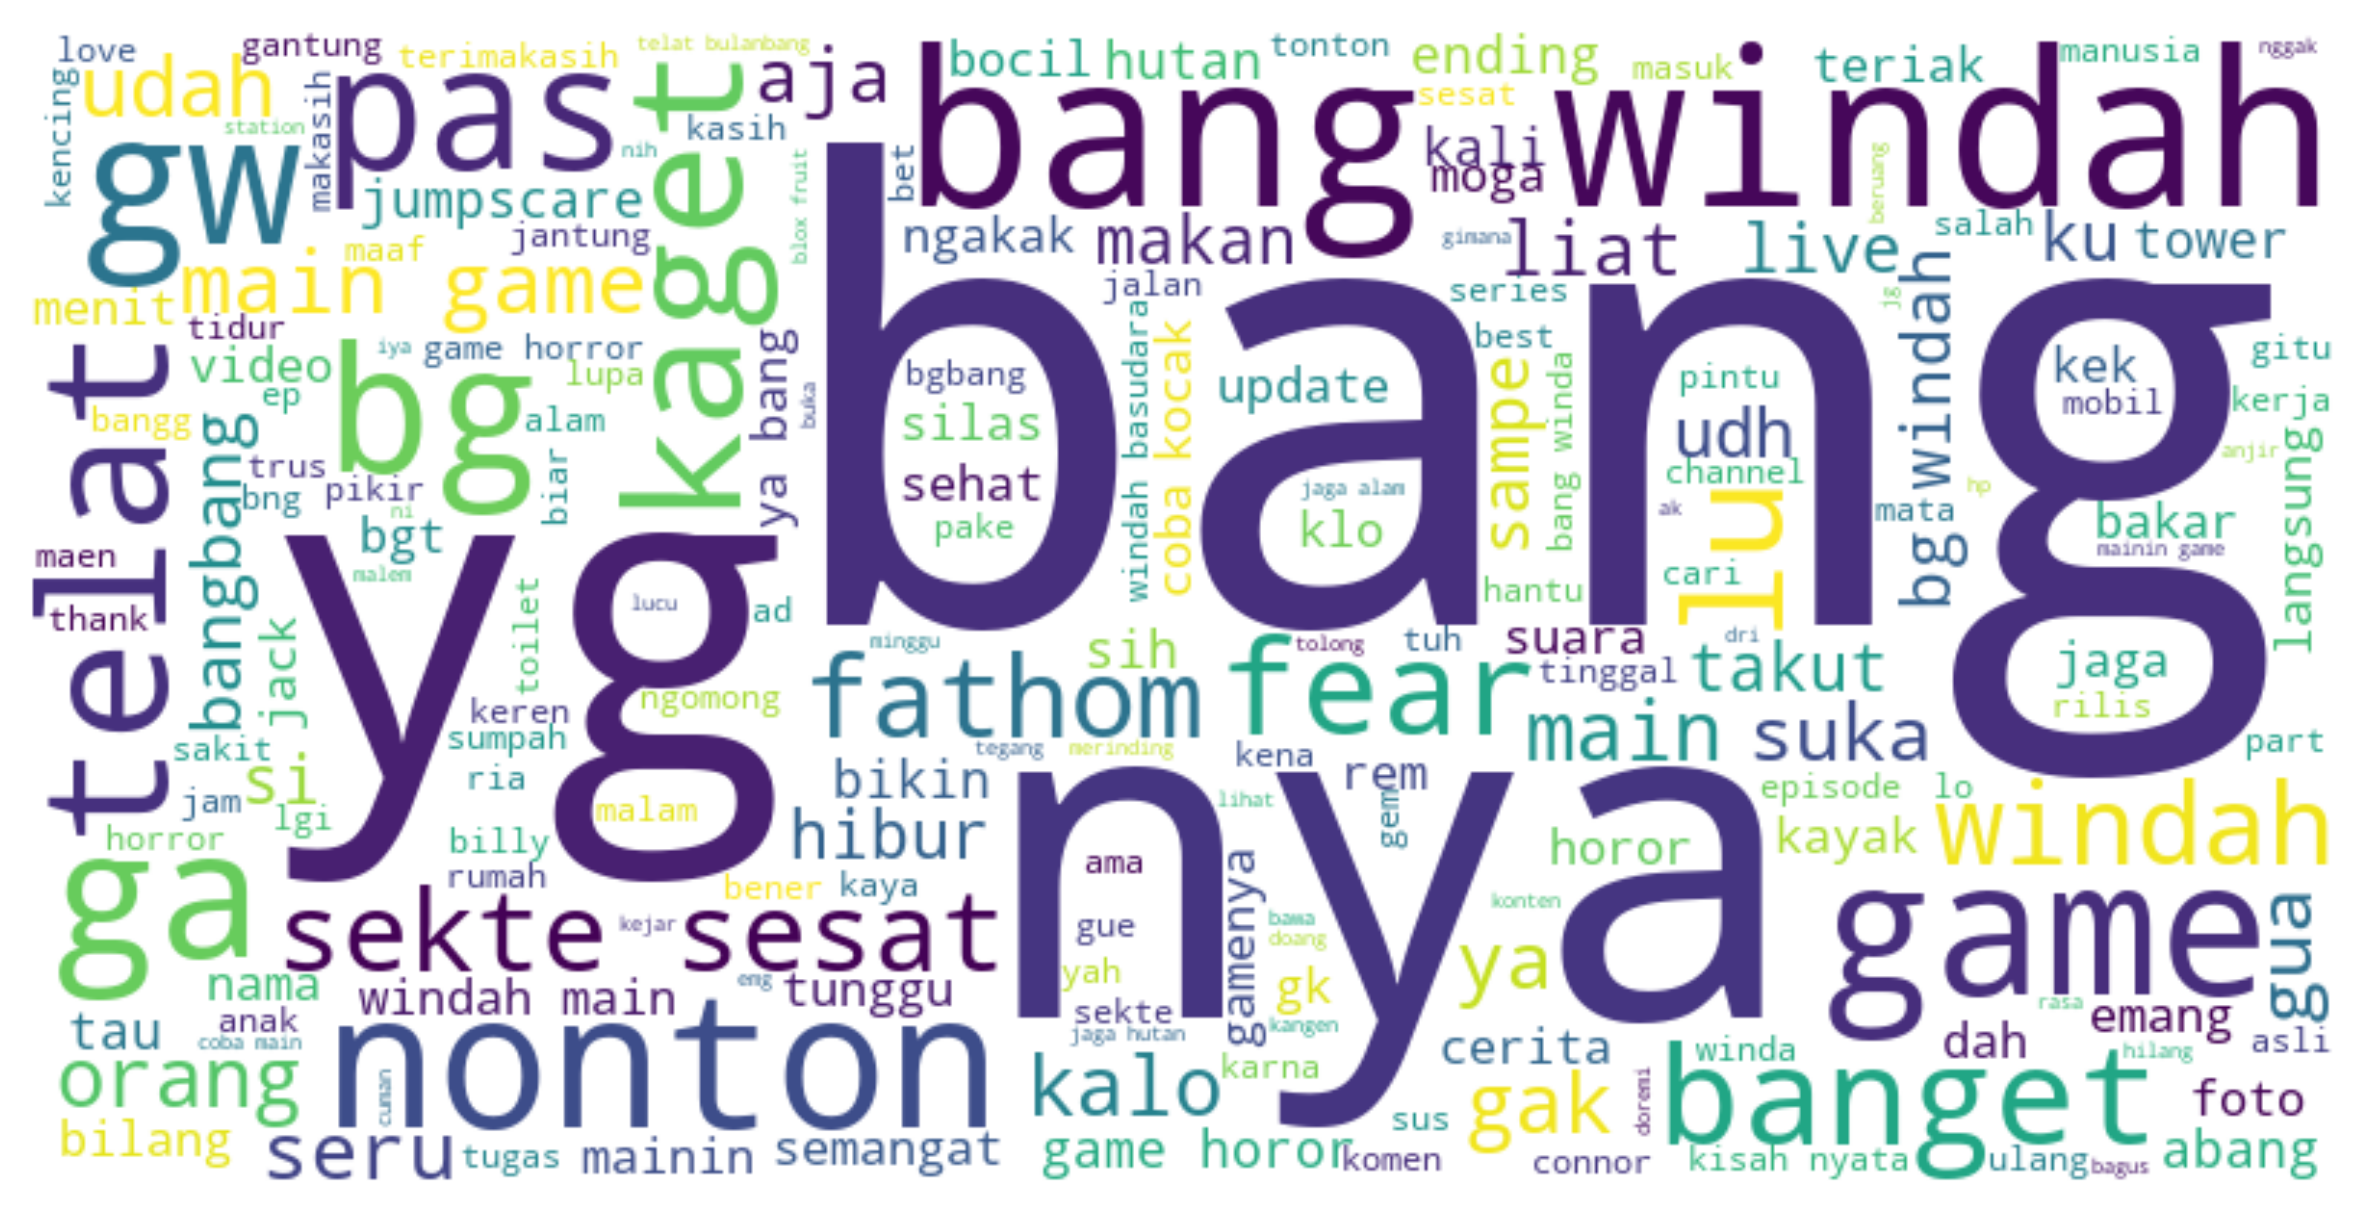 love
gantung
terimakasih
telat bulanbang
aja
bang windah
bocil
hutan
tonton
ending
masuk
teriak
manusia
nggak
kencing
udah
makasih
pas
kaget
kasih
sesat
station
nih
blox fruit
bet
kali
moga
beruang
gw
jumpscare
jantung
maaf
ngakak
makan
gimana
liat
live
salah
ku
tower
main game
menit
tidur
jalan
series
jg
bang
telat
video
iya
game horror
lupa
ya bang
buka
bgbang
windah basudara
coba kocak
update
best
sampe
bang winda
pintu
bg windah
kek
mobil
gitu
kerja
bangg
ep
bg
alam
silas
udh
langsung
anjir
bangbang
trus
bng
pikir
ni
biar
sehat
jaga alam
channel
hp
lu
ak
mata
bakar
mainin game
maen
bgt
yg
pake
klo
malem
thank
toilet
lucu
ad
hantu
cari
si. jack
minggu
fathom
sih
fear
tolong
tuh
suara
tinggal
dri
takut
jaga
rilis
ngomong
keren
sumpah
sakit
tegang
merinding
main
suka
part
ria
jam
si
lgi
malam
bikin
nya
kena
rem
lihat
gem
episode
lo
horror
billy
hibur
horor
kayak
windah
ga
rumah
bener
kaya
ama
gamenya
konten
game
gua
sekte sesat
kejar
gue
bawa
doang
ya
nama
windah main
emg
tunggu
yah
gk
rasa
tau
anak
coba main
nonton
sekte
jaga hutan
kangen
cerita
winda
dah
emang
hilang
asli
orang
cuman
kalo
karna
gak
doremi
banget
foto
bilang
seru
tugas
mainin
semangat
game horor
sus
komen
connor
kisah nyata
ulang
bagus
abang